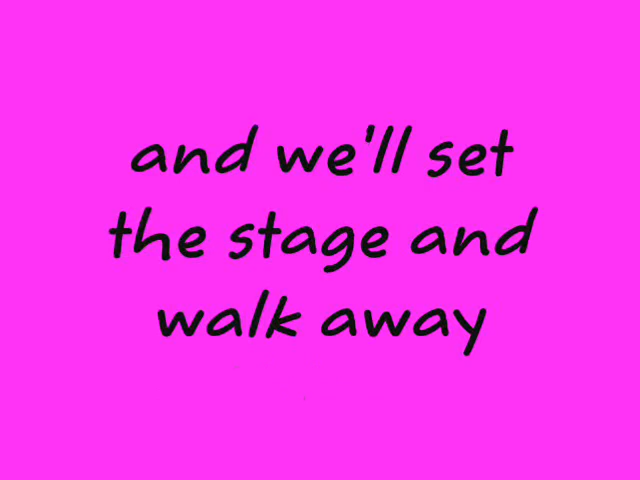 and we'll set
the stage and
walk away